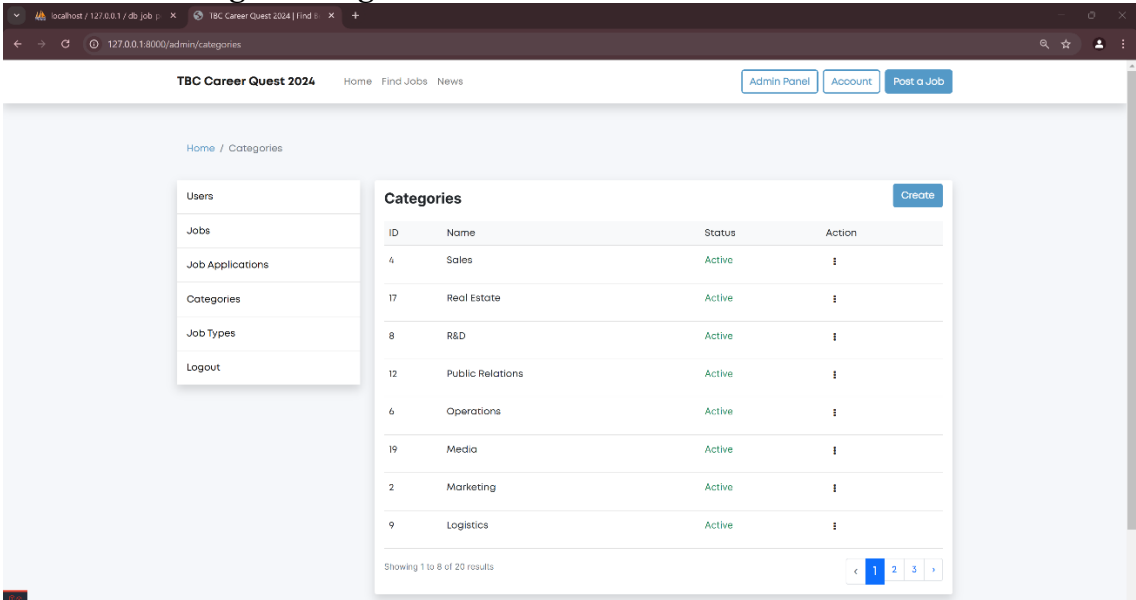 localhost / 127.0.0.1 / db job p
TBC Career Quest 2024 | Find B
127.0.0.1:8000/admin/categories
TBC Career Quest 2024 Home Find Jobs News Admin Panel Account Post a Job
Home / Categories
Users
Jobs
Job Applications
Categories
Job Types
Logout
Categories Create
ID Name Status Action
4 Sales Active
17 Real Estate Active
8 R&D Active
12 Public Relations Active
6 Operations Active
19 Media Active
2 Marketing Active
9 Logistics Active
Showing 1 to 8 of 20 results ‹ 1 2 3 ›